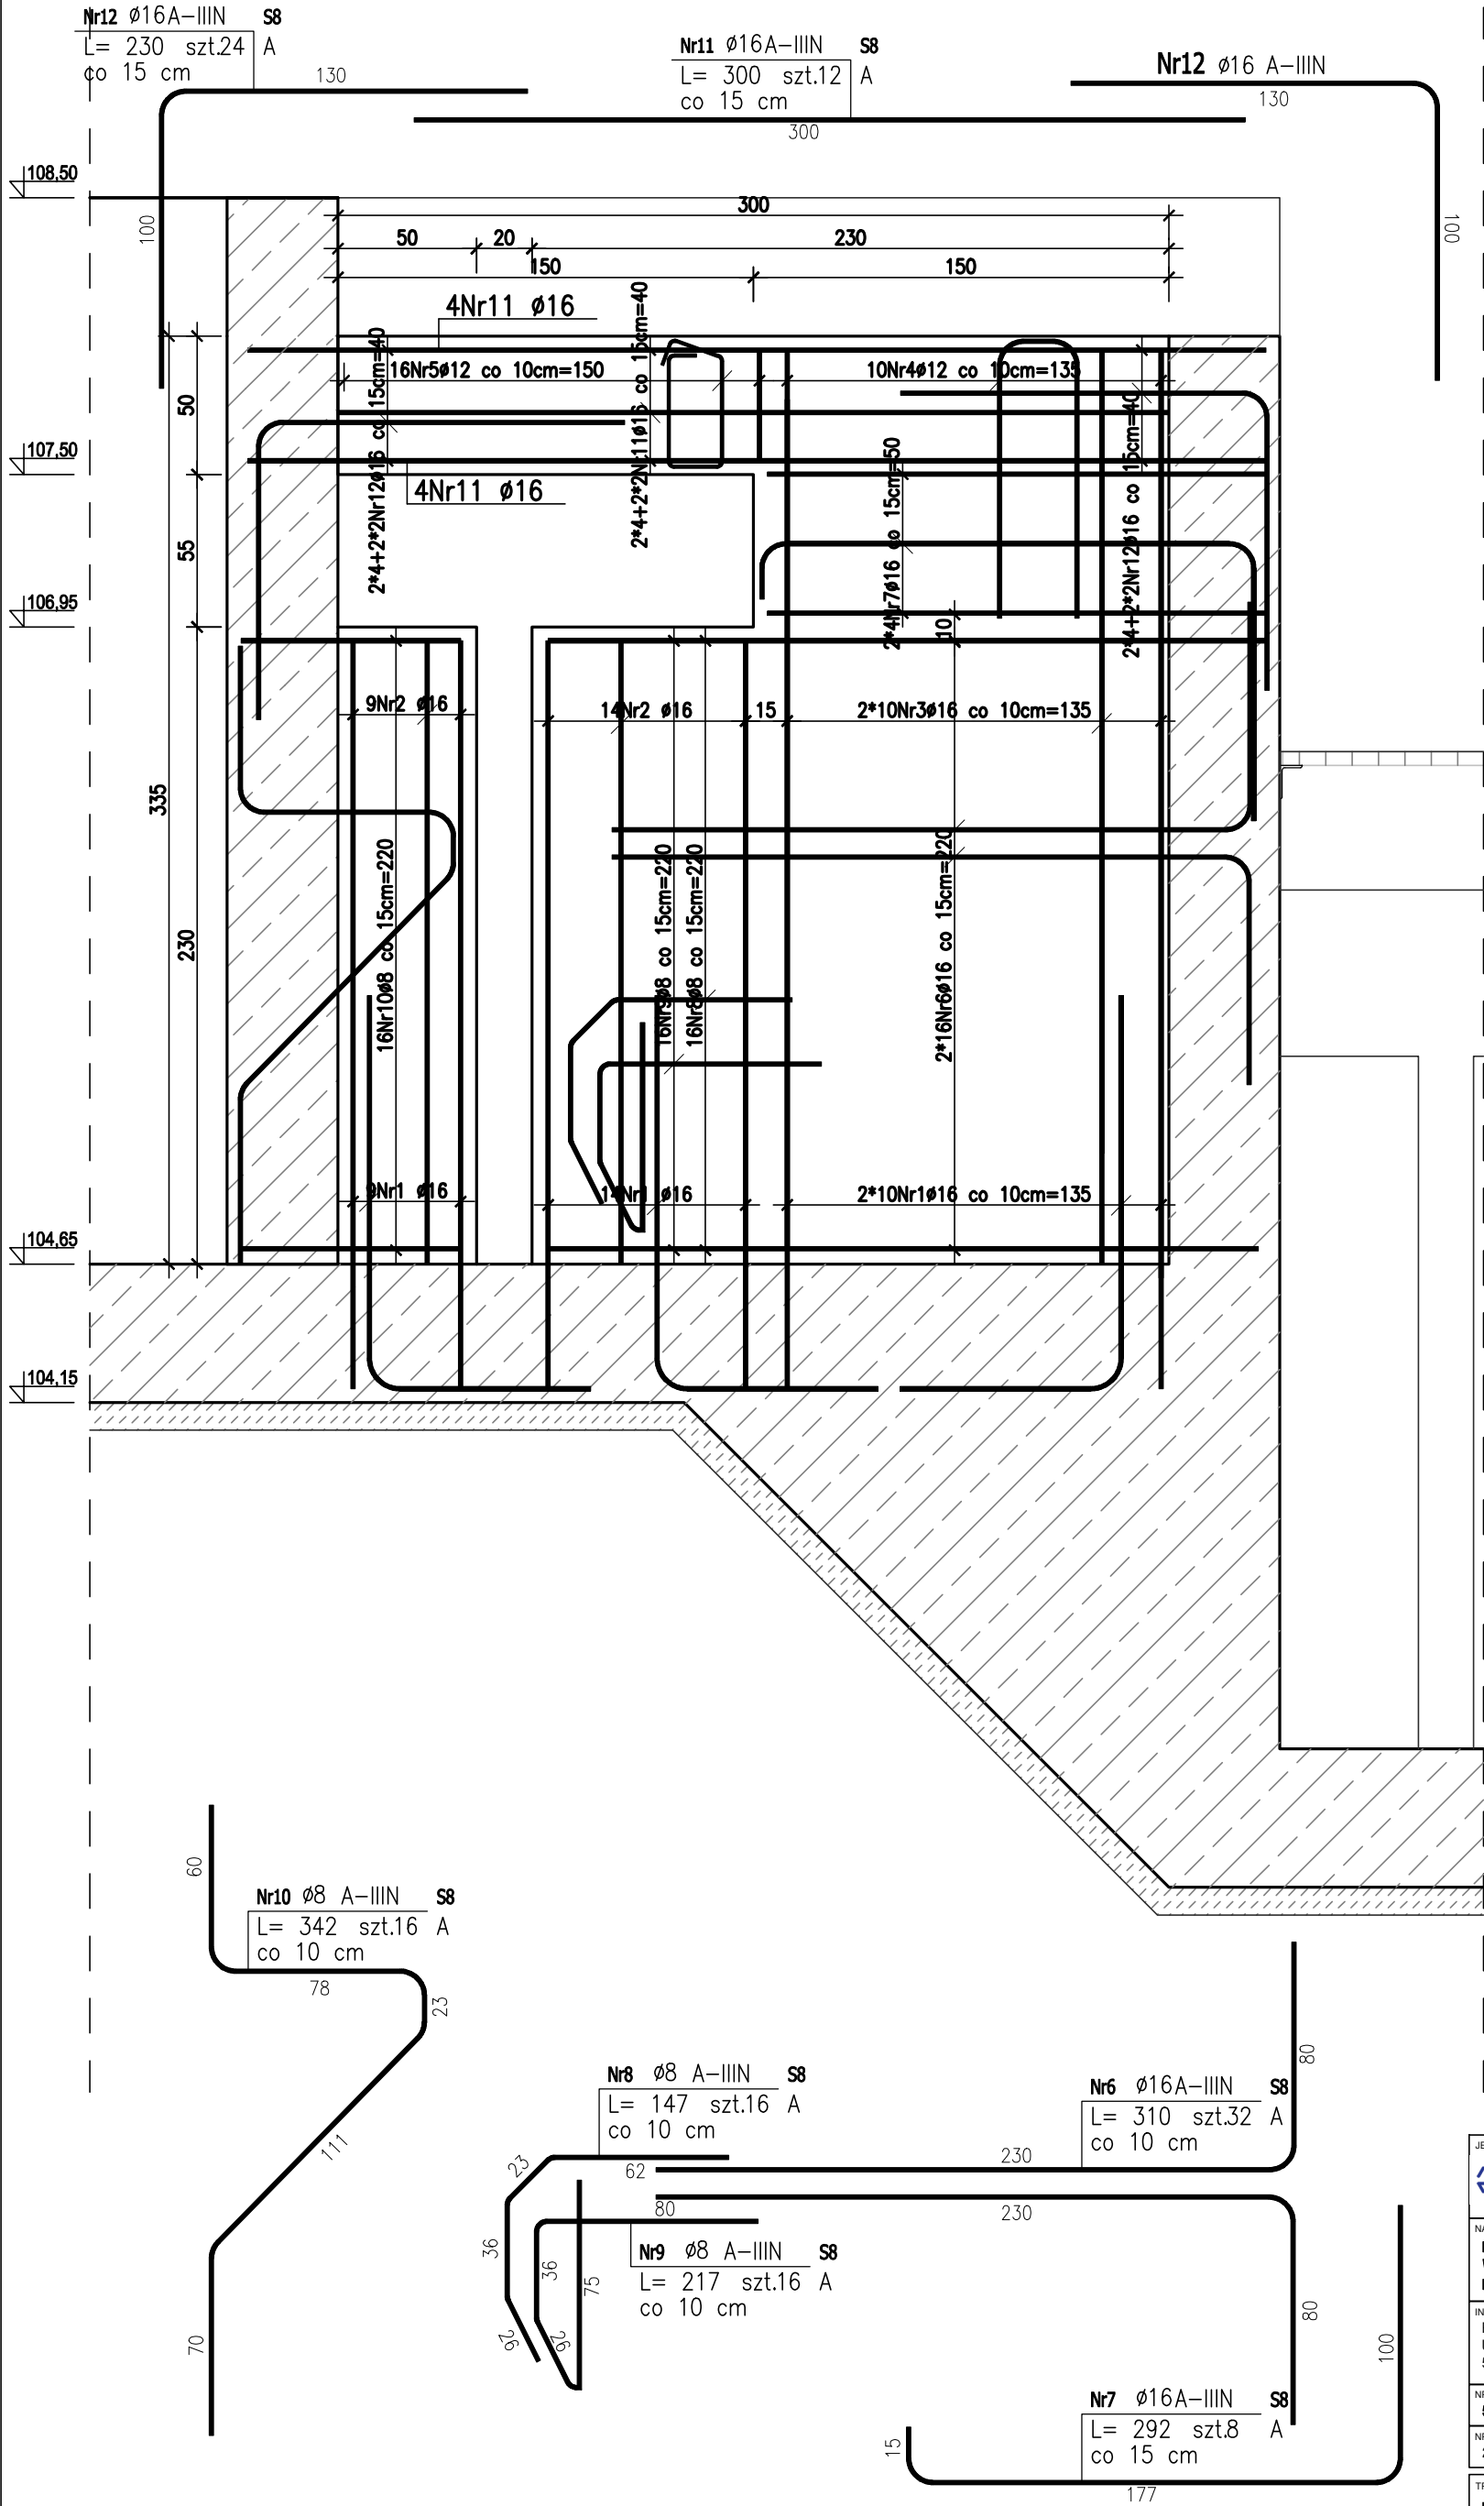 Nr12 ø16 A-IIIN S8
L= 230 szt.24 A
co 15 cm
130
100
Nr11 ø16 A-IIIN S8
L= 300 szt.12 A
co 15 cm
300
Nr12 ø16 A-IIIN
130
100
108,50
300
50 20 230
150 150
4Nr11 ø16
16Nr5ø12 co 10cm=150
10Nr4ø12 co 10cm=135
2*4+2*2Nr12ø16 co 15cm=40
2*4+2*2Nr11ø16 co 15cm=40
2*4Nr7ø16 co 15cm=50
2*4+2*2Nr12ø16 co 15cm=40
50
107,50
4Nr11 ø16
55
106,95
10
9Nr2 ø16
14Nr2 ø16
15
2*10Nr3ø16 co 10cm=135
335
230
16Nr10ø8 co 15cm=220
16Nr9ø8 co 15cm=220
16Nr8ø8 co 15cm=220
2*16Nr6ø16 co 15cm=220
9Nr1 ø16
14Nr1 ø16
2*10Nr1ø16 co 10cm=135
104,65
104,15
60
Nr10 ø8 A-IIIN S8
L= 342 szt.16 A
co 10 cm
78
23
111
70
Nr8 ø8 A-IIIN S8
L= 147 szt.16 A
co 10 cm
23
62
36
26
80
Nr9 ø8 A-IIIN S8
L= 217 szt.16 A
co 10 cm
36
75
26
Nr6 ø16 A-IIIN S8
L= 310 szt.32 A
co 10 cm
80
230
230
80
Nr7 ø16 A-IIIN S8
L= 292 szt.8 A
co 15 cm
100
15
177